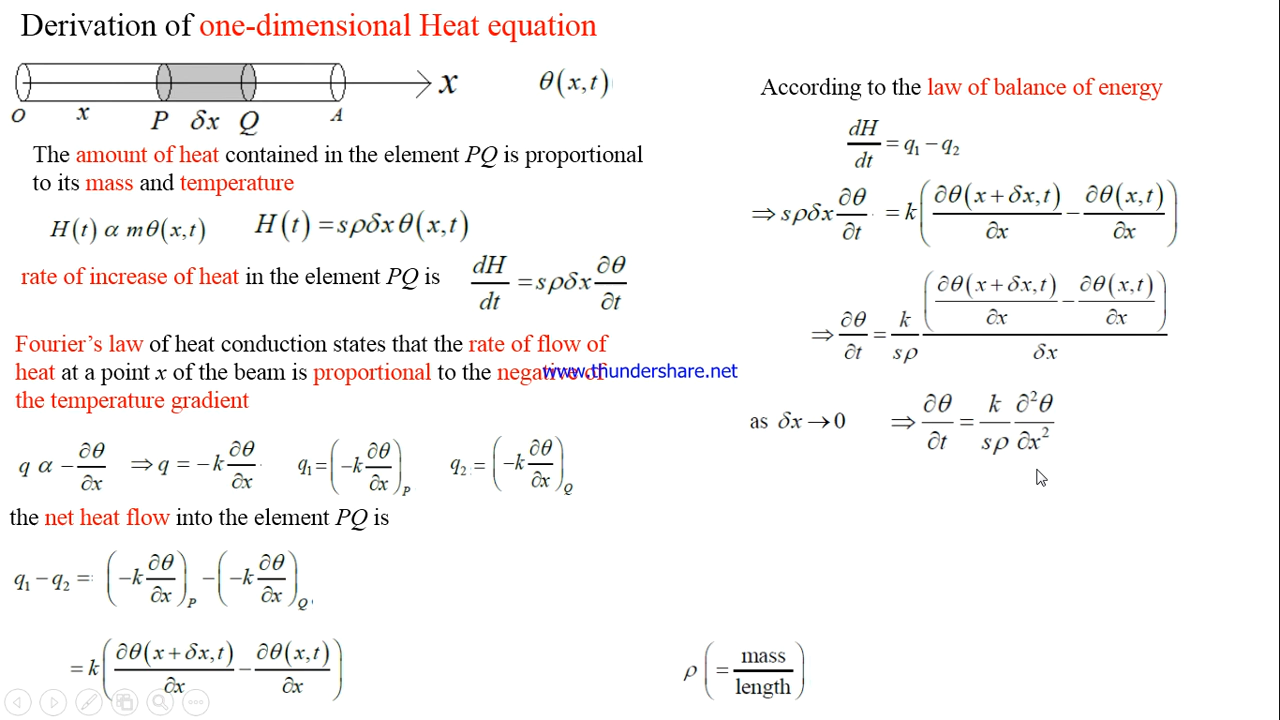 Derivation of one-dimensional Heat equation
x
θ(x,t)
O x P δx Q A
The amount of heat contained in the element PQ is proportional
to its mass and temperature
H(t) α mθ(x,t) H(t) = sρδxθ(x,t)
rate of increase of heat in the element PQ is dH/dt = sρδx ∂θ/∂t
Fourier's law of heat conduction states that the rate of flow of
heat at a point x of the beam is proportional to the negative of
www.thundershare.net
the temperature gradient
q α −∂θ/∂x ⇒ q = −k ∂θ/∂x q₁ = (−k ∂θ/∂x)_P q₂ = (−k ∂θ/∂x)_Q
the net heat flow into the element PQ is
q₁ − q₂ = (−k ∂θ/∂x)_P − (−k ∂θ/∂x)_Q
= k(∂θ(x+δx,t)/∂x − ∂θ(x,t)/∂x)
According to the law of balance of energy
dH/dt = q₁ − q₂
⇒ sρδx ∂θ/∂t = k(∂θ(x+δx,t)/∂x − ∂θ(x,t)/∂x)
⇒ ∂θ/∂t = k/sρ (∂θ(x+δx,t)/∂x − ∂θ(x,t)/∂x)/δx
as δx → 0 ⇒ ∂θ/∂t = k/sρ ∂²θ/∂x²
ρ (= mass/length)